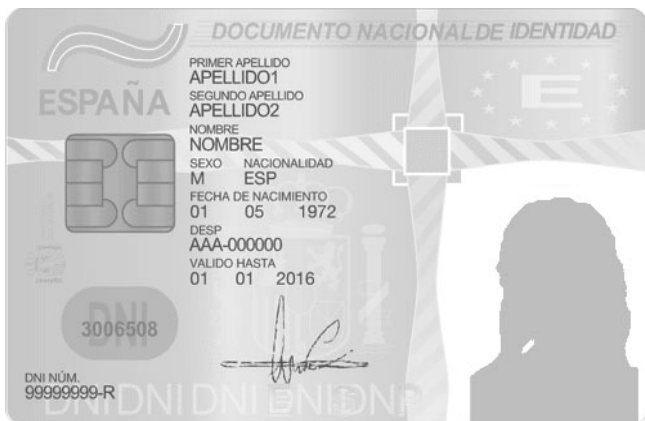 DOCUMENTO NACIONAL DE IDENTIDAD
ESPAÑA
PRIMER APELLIDO
APELLIDO1
SEGUNDO APELLIDO
APELLIDO2
NOMBRE
NOMBRE
SEXO NACIONALIDAD
M ESP
FECHA DE NACIMIENTO
01 05 1972
DESP
AAA-000000
VALIDO HASTA
01 01 2016
DNI
3006508
DNI NÚM.
99999999-R
DNIDNIDNIDNIDNI